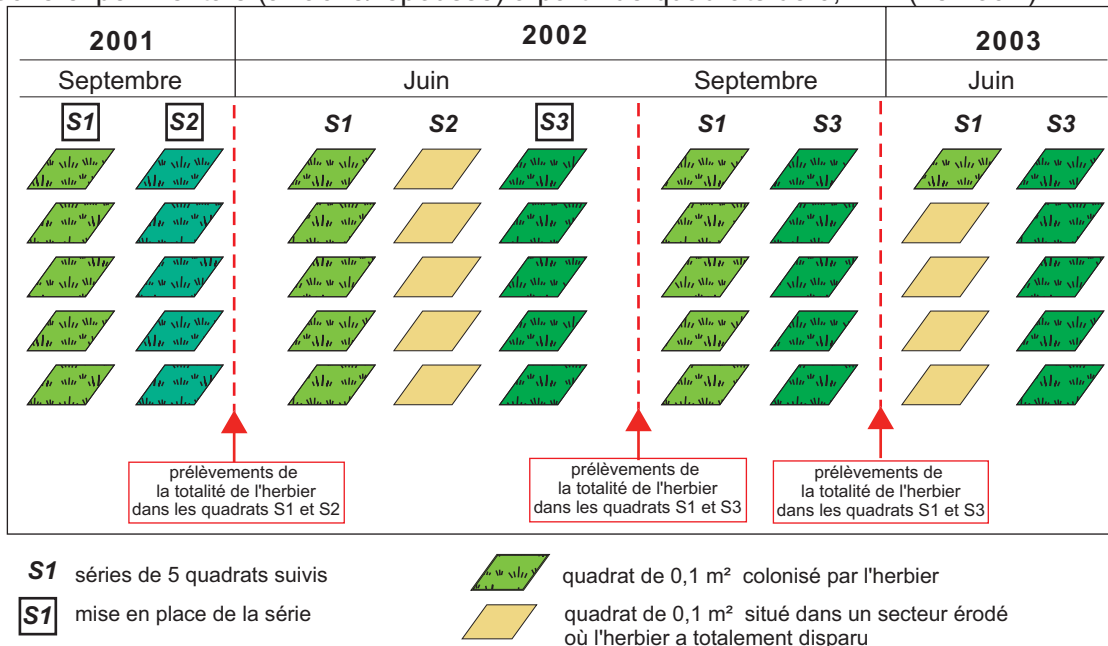 2001 2002 2003
Septembre Juin Septembre Juin
S1 S2 S1 S2 S3 S1 S3 S1 S3
prélèvements de
la totalité de l'herbier
dans les quadrats S1 et S2
prélèvements de
la totalité de l'herbier
dans les quadrats S1 et S3
prélèvements de
la totalité de l'herbier
dans les quadrats S1 et S3
S1 séries de 5 quadrats suivis
S1 mise en place de la série
quadrat de 0,1 m² colonisé par l'herbier
quadrat de 0,1 m² situé dans un secteur érodé
où l'herbier a totalement disparu